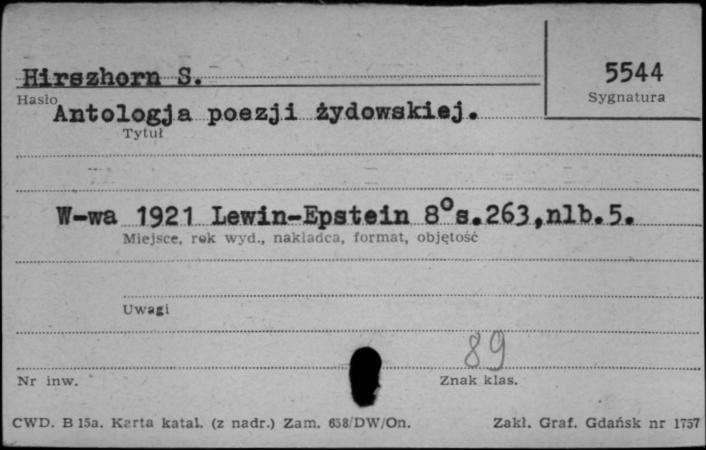 Hirszhorn S.
5544
Hasło
Sygnatura
Antologja poezji żydowskiej.
Tytuł
W-wa 1921 Lewin-Epstein 8° s.263,nlb.5.
Miejsce, rok wyd., nakładca, format, objętość
Uwagi
89
Nr inw.
Znak klas.
CWD. B 15a. Karta katal. (z nadr.) Zam. 658/DW/On.
Zakł. Graf. Gdańsk nr 1757